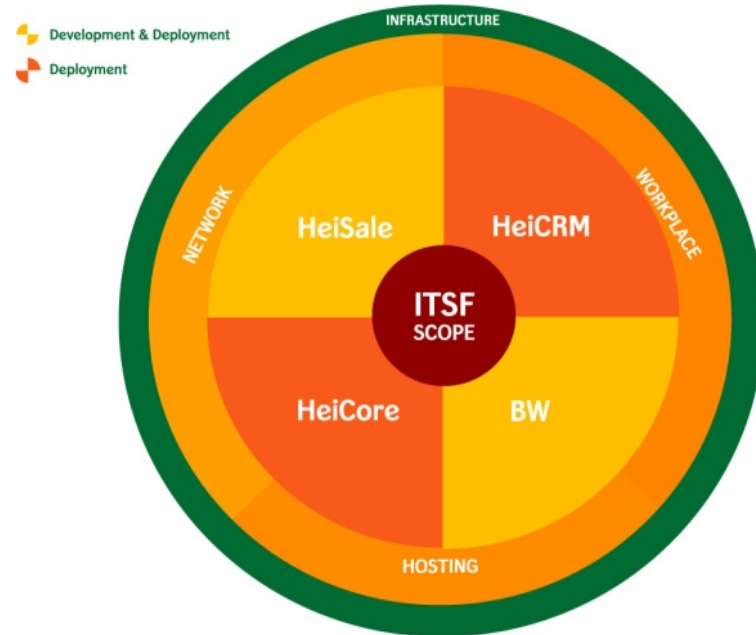 INFRASTRUCTURE
Development & Deployment
Deployment
NETWORK
WORKPLACE
HeiSale
HeiCRM
ITSF
SCOPE
HeiCore
BW
HOSTING